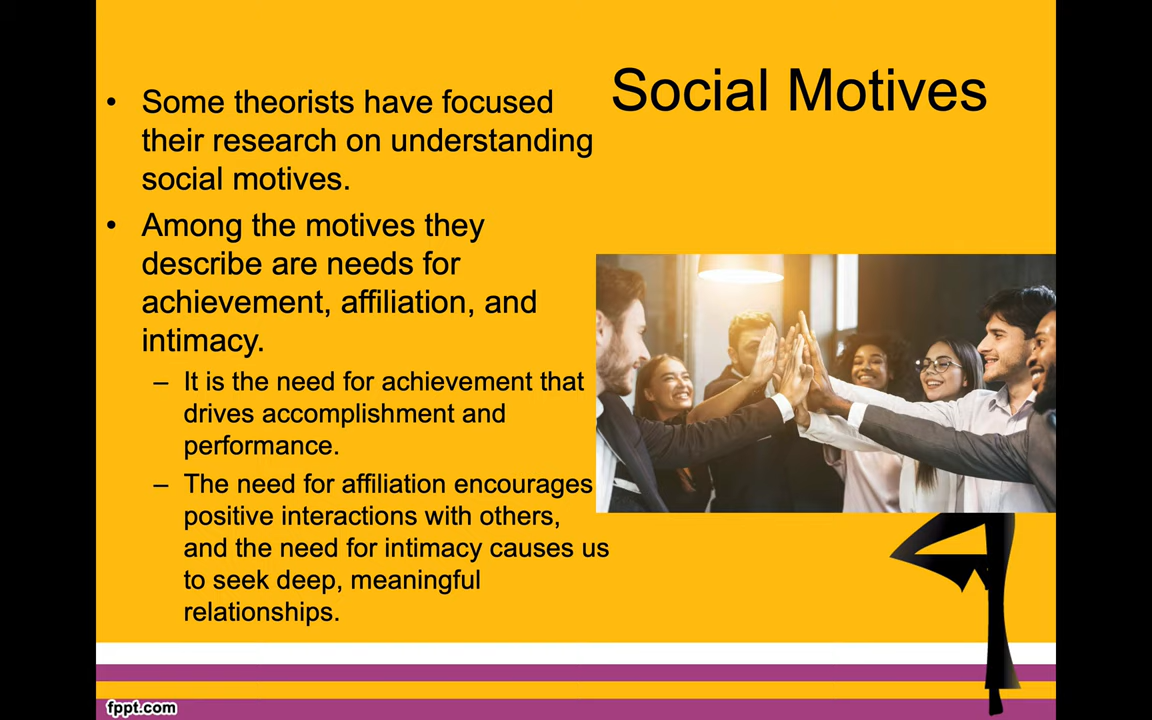 Social Motives
• Some theorists have focused
their research on understanding
social motives.
• Among the motives they
describe are needs for
achievement, affiliation, and
intimacy.
– It is the need for achievement that
drives accomplishment and
performance.
– The need for affiliation encourages
positive interactions with others,
and the need for intimacy causes us
to seek deep, meaningful
relationships.
fppt.com